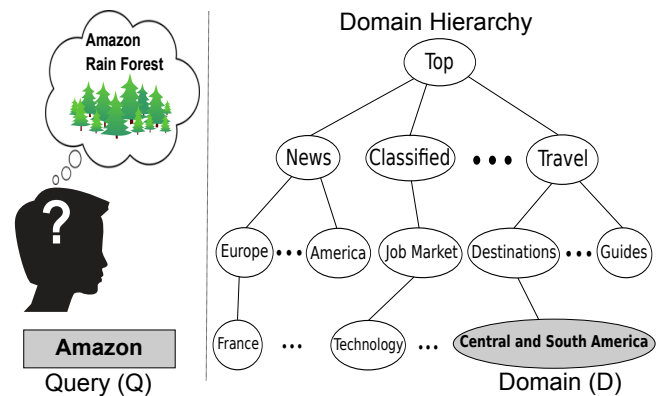 Amazon
Rain Forest
?
Amazon
Query (Q)
Domain Hierarchy
Top
News
Classified
Travel
Europe
America
Job Market
Destinations
Guides
France
Technology
Central and South America
Domain (D)